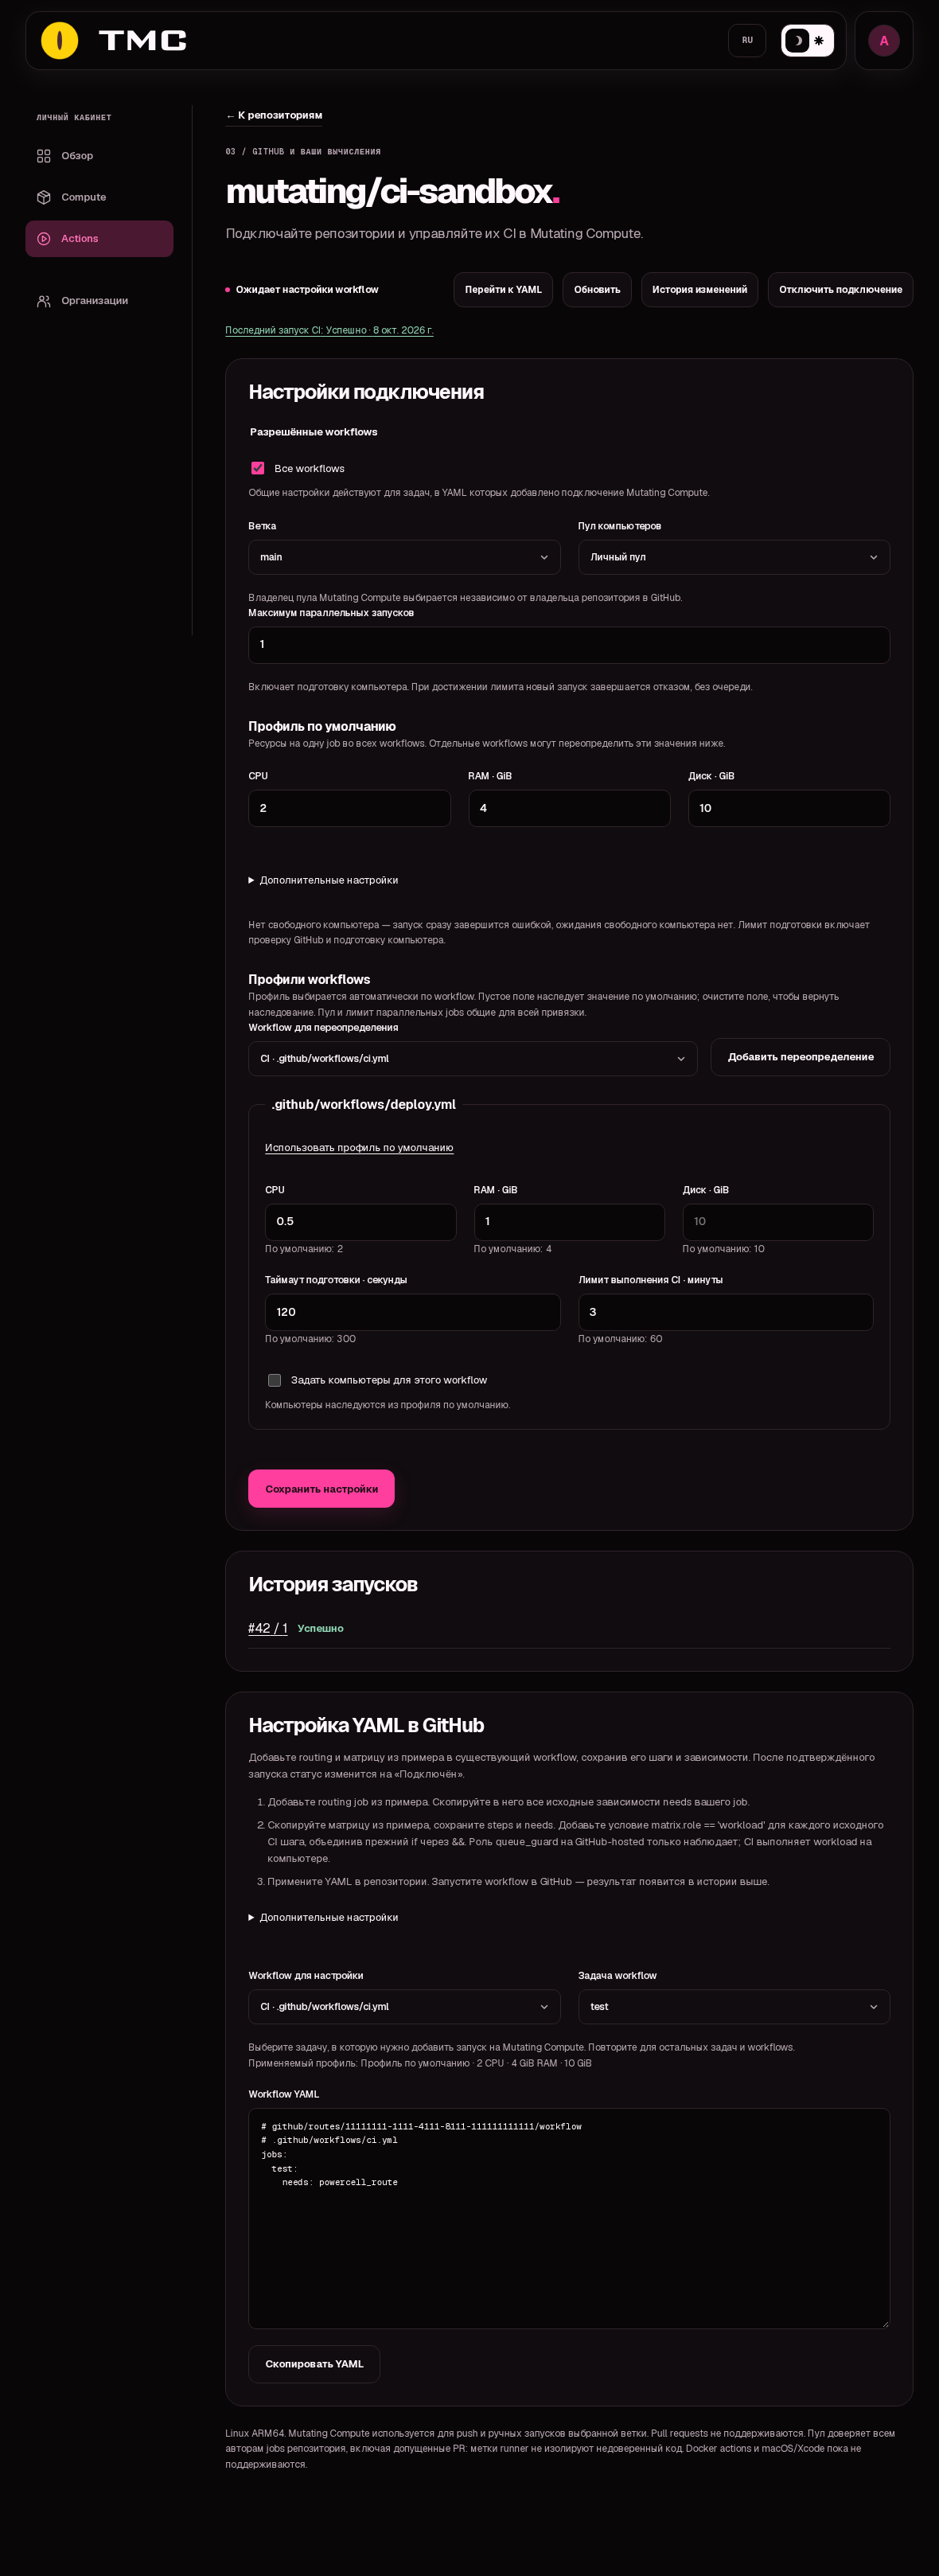 TMC
RU
A
ЛИЧНЫЙ КАБИНЕТ
Обзор
Compute
Actions
Организации
← К репозиториям
03 / GITHUB И ВАШИ ВЫЧИСЛЕНИЯ
mutating/ci-sandbox.
Подключайте репозитории и управляйте их CI в Mutating Compute.
Ожидает настройки workflow
Перейти к YAML
Обновить
История изменений
Отключить подключение
Последний запуск CI: Успешно · 8 окт. 2026 г.
Настройки подключения
Разрешённые workflows
Все workflows
Общие настройки действуют для задач, в YAML которых добавлено подключение Mutating Compute.
Ветка
Пул компьютеров
main
Личный пул
Владелец пула Mutating Compute выбирается независимо от владельца репозитория в GitHub.
Максимум параллельных запусков
1
Включает подготовку компьютера. При достижении лимита новый запуск завершается отказом, без очереди.
Профиль по умолчанию
Ресурсы на одну job во всех workflows. Отдельные workflows могут переопределить эти значения ниже.
CPU
RAM · GiB
Диск · GiB
2
4
10
▶ Дополнительные настройки
Нет свободного компьютера — запуск сразу завершится ошибкой, ожидания свободного компьютера нет. Лимит подготовки включает
проверку GitHub и подготовку компьютера.
Профили workflows
Профиль выбирается автоматически по workflow. Пустое поле наследует значение по умолчанию; очистите поле, чтобы вернуть
наследование. Пул и лимит параллельных jobs общие для всей привязки.
Workflow для переопределения
CI · .github/workflows/ci.yml
Добавить переопределение
.github/workflows/deploy.yml
Использовать профиль по умолчанию
CPU
RAM · GiB
Диск · GiB
0.5
1
10
По умолчанию: 2
По умолчанию: 4
По умолчанию: 10
Таймаут подготовки · секунды
Лимит выполнения CI · минуты
120
3
По умолчанию: 300
По умолчанию: 60
Задать компьютеры для этого workflow
Компьютеры наследуются из профиля по умолчанию.
Сохранить настройки
История запусков
#42 / 1 Успешно
Настройка YAML в GitHub
Добавьте routing и матрицу из примера в существующий workflow, сохранив его шаги и зависимости. После подтверждённого
запуска статус изменится на «Подключён».
1. Добавьте routing job из примера. Скопируйте в него все исходные зависимости needs вашего job.
2. Скопируйте матрицу из примера, сохраните steps и needs. Добавьте условие matrix.role == 'workload' для каждого исходного
CI шага, объединив прежний if через &&. Роль queue_guard на GitHub-hosted только наблюдает; CI выполняет workload на
компьютере.
3. Примените YAML в репозитории. Запустите workflow в GitHub — результат появится в истории выше.
▶ Дополнительные настройки
Workflow для настройки
Задача workflow
CI · .github/workflows/ci.yml
test
Выберите задачу, в которую нужно добавить запуск на Mutating Compute. Повторите для остальных задач и workflows.
Применяемый профиль: Профиль по умолчанию · 2 CPU · 4 GiB RAM · 10 GiB
Workflow YAML
# github/routes/11111111-1111-4111-8111-111111111111/workflow
# .github/workflows/ci.yml
jobs:
test:
needs: powercell_route
Скопировать YAML
Linux ARM64. Mutating Compute используется для push и ручных запусков выбранной ветки. Pull requests не поддерживаются. Пул доверяет всем
авторам jobs репозитория, включая допущенные PR: метки runner не изолируют недоверенный код. Docker actions и macOS/Xcode пока не
поддерживаются.